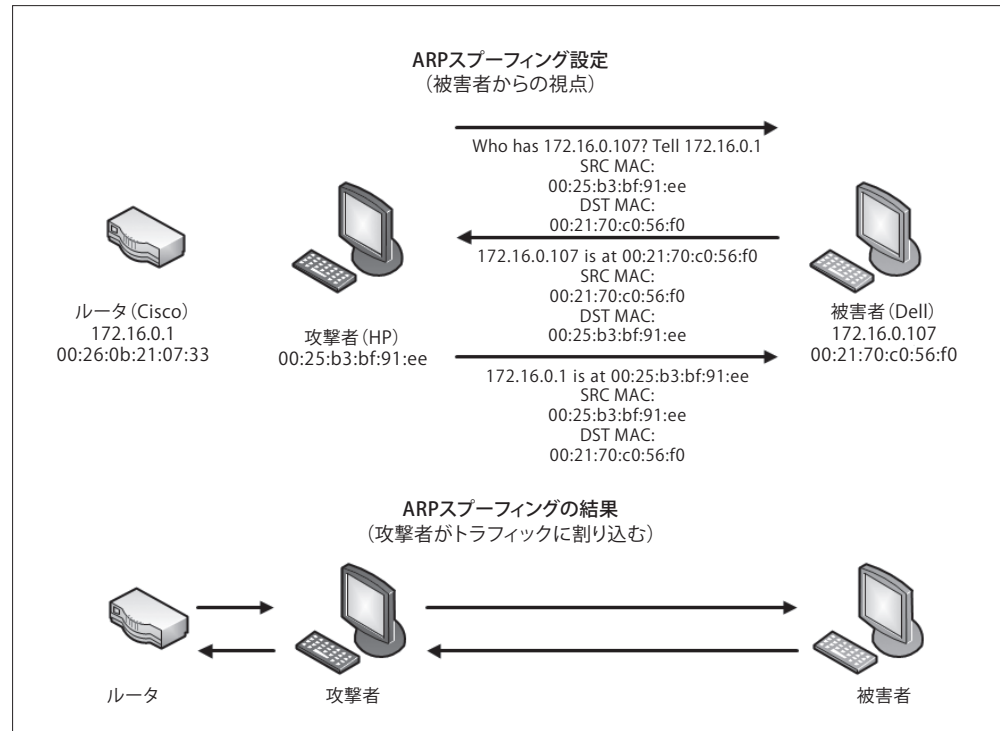 ARPスプーフィング設定
（被害者からの視点）
Who has 172.16.0.107? Tell 172.16.0.1
SRC MAC:
00:25:b3:bf:91:ee
DST MAC:
00:21:70:c0:56:f0
172.16.0.107 is at 00:21:70:c0:56:f0
SRC MAC:
00:21:70:c0:56:f0
DST MAC:
00:25:b3:bf:91:ee
172.16.0.1 is at 00:25:b3:bf:91:ee
SRC MAC:
00:25:b3:bf:91:ee
DST MAC:
00:21:70:c0:56:f0
ルータ（Cisco）
172.16.0.1
00:26:0b:21:07:33
攻撃者（HP）
00:25:b3:bf:91:ee
被害者（Dell）
172.16.0.107
00:21:70:c0:56:f0
ARPスプーフィングの結果
（攻撃者がトラフィックに割り込む）
ルータ
攻撃者
被害者